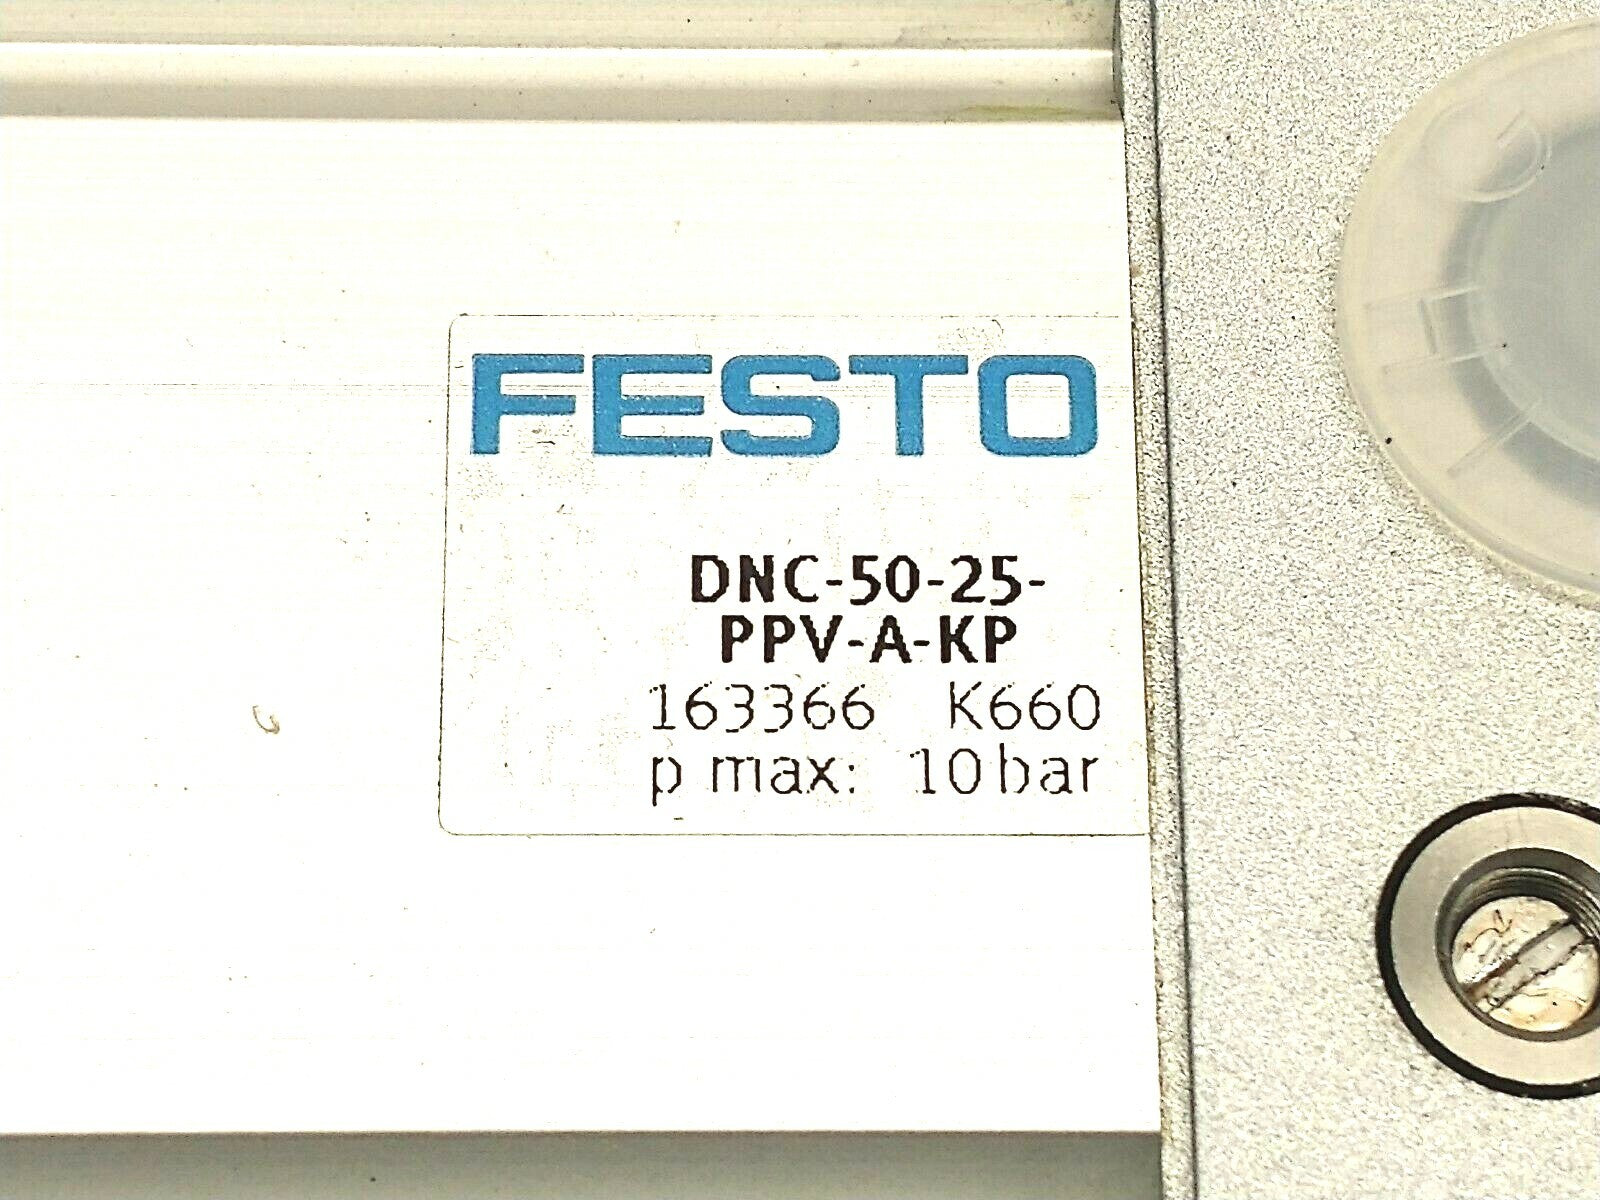 FESTO
DNC-50-25-
PPV-A-KP
163366 K660
p max: 10 bar